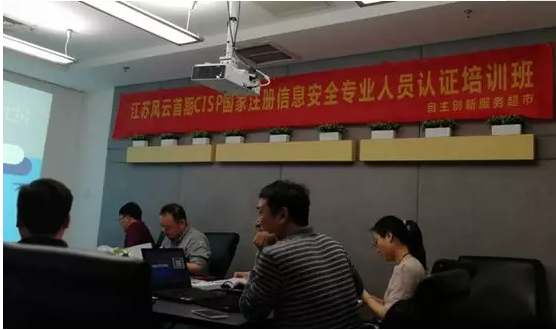 江苏风云首期CISP国家注册信息安全专业人员认证培训班
自主创新服务超市